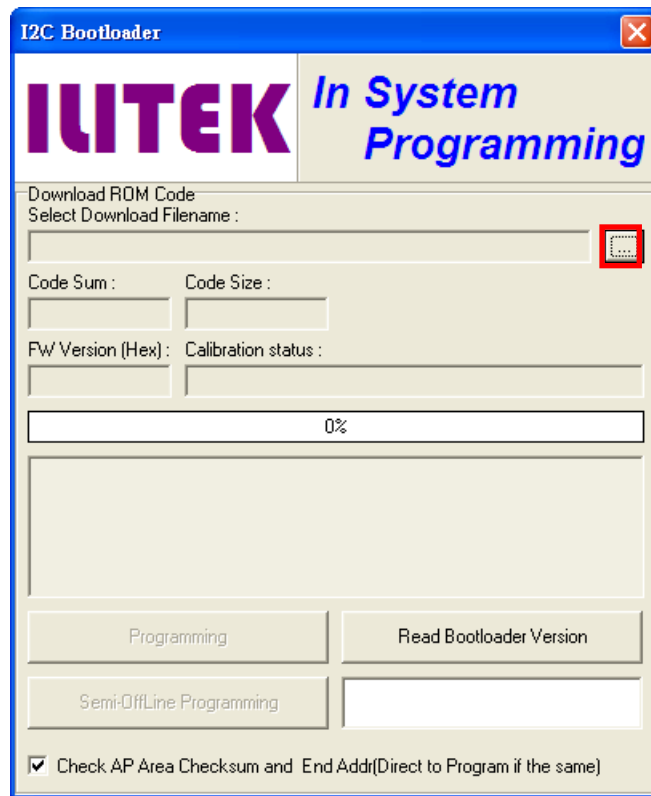 I2C Bootloader
ILITEK
In System
Programming
Download ROM Code
Select Download Filename :
...
Code Sum : Code Size :
FW Version (Hex) : Calibration status :
0%
Programming Read Bootloader Version
Semi-OffLine Programming
Check AP Area Checksum and End Addr(Direct to Program if the same)